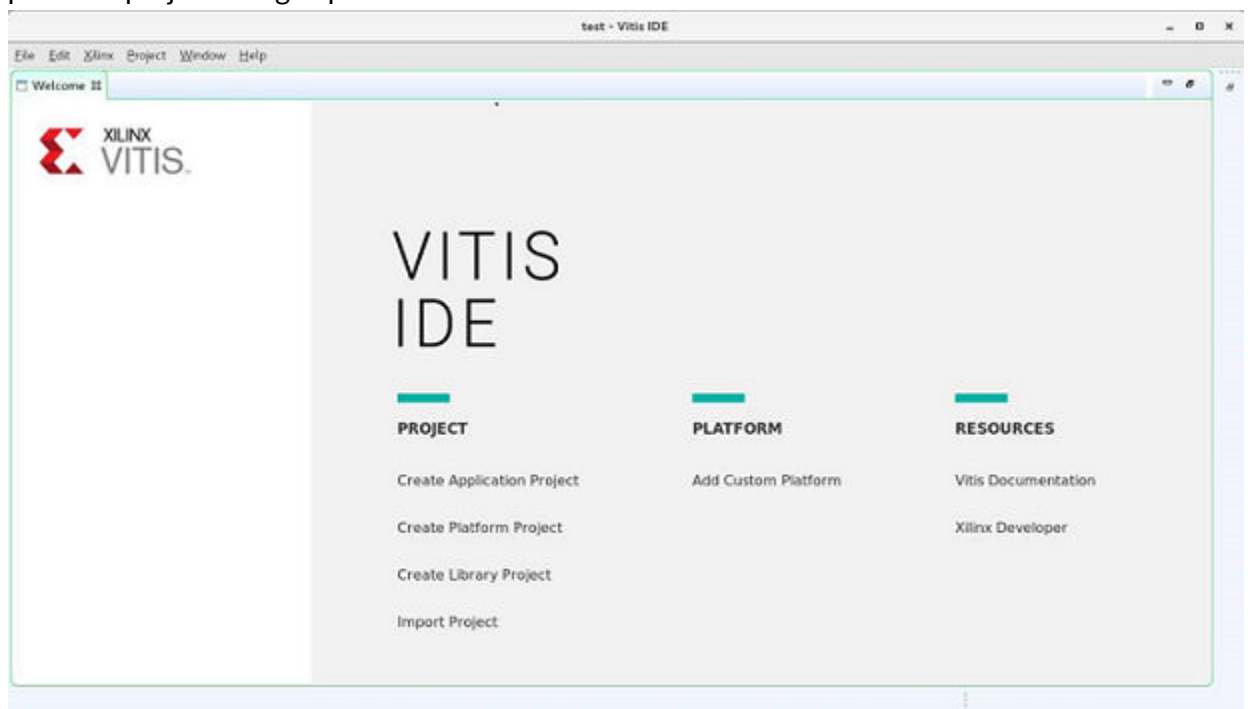 test - Vitis IDE
File Edit Xilinx Project Window Help
Welcome
XILINX
VITIS
VITIS
IDE
PROJECT PLATFORM RESOURCES
Create Application Project Add Custom Platform Vitis Documentation
Create Platform Project Xilinx Developer
Create Library Project
Import Project